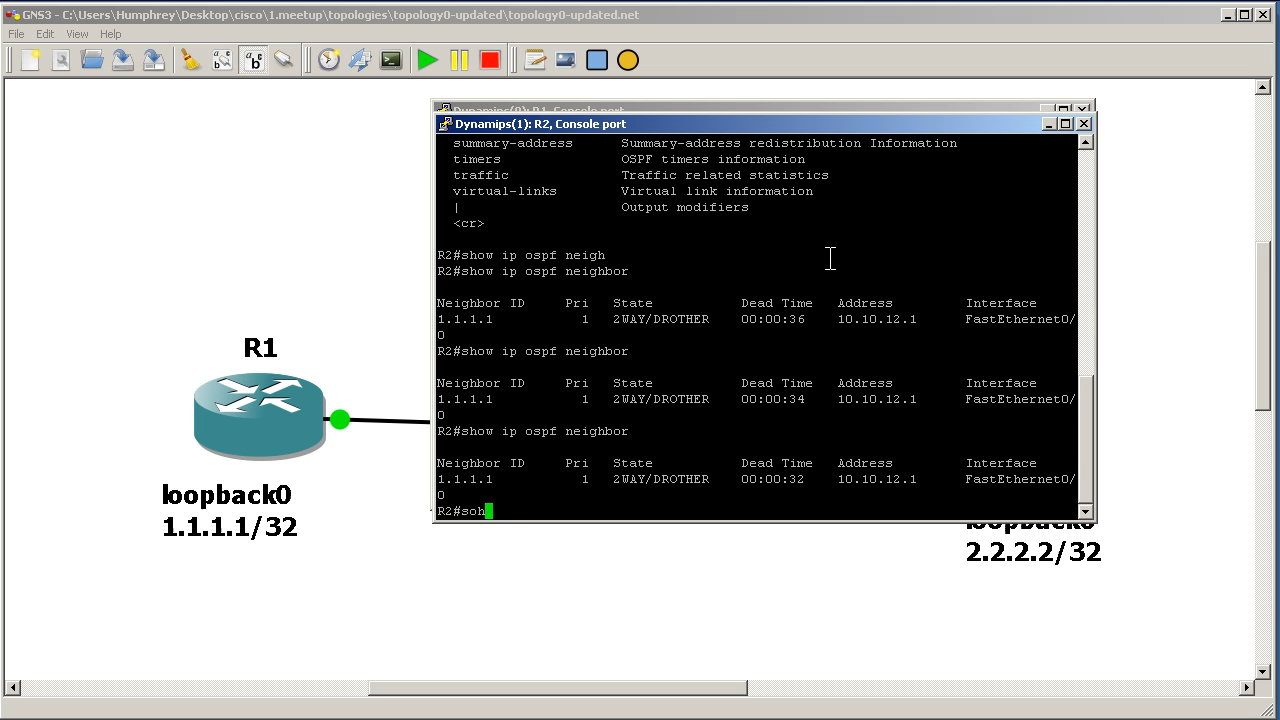 GNS3 - C:\Users\Humphrey\Desktop\cisco\1.meetup\topologies\topology0-updated\topology0-updated.net
File Edit View Help
Dynamips(0): R1, Console port
Dynamips(1): R2, Console port
summary-address Summary-address redistribution Information
timers OSPF timers information
traffic Traffic related statistics
virtual-links Virtual link information
| Output modifiers
<cr>
R2#show ip ospf neigh
R2#show ip ospf neighbor
Neighbor ID Pri State Dead Time Address Interface
1.1.1.1 1 2WAY/DROTHER 00:00:36 10.10.12.1 FastEthernet0/
0
R2#show ip ospf neighbor
Neighbor ID Pri State Dead Time Address Interface
1.1.1.1 1 2WAY/DROTHER 00:00:34 10.10.12.1 FastEthernet0/
0
R2#show ip ospf neighbor
Neighbor ID Pri State Dead Time Address Interface
1.1.1.1 1 2WAY/DROTHER 00:00:32 10.10.12.1 FastEthernet0/
0
R2#soh
R1
loopback0
1.1.1.1/32
loopback0
2.2.2.2/32